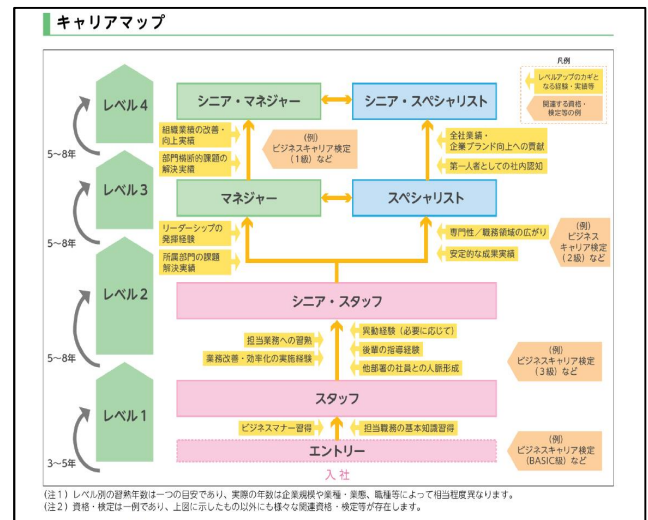 キャリアマップ
凡例
レベルアップのカギと
なる経験・実績等
関連する資格・
検定等の例
レベル4
シニア・マネジャー
シニア・スペシャリスト
組織業績の改善・
向上実績
部門横断的課題の
解決実績
(例)
ビジネスキャリア検定
(1級)など
全社業績・
企業ブランド向上への貢献
第一人者としての社内認知
5~8年
レベル3
マネジャー
スペシャリスト
リーダーシップの
発揮経験
所属部門の課題
解決実績
専門性/職務領域の広がり
安定的な成果実績
(例)
ビジネス
キャリア検定
(2級)など
5~8年
レベル2
シニア・スタッフ
担当業務への習熟
業務改善・効率化の実施経験
異動経験(必要に応じて)
後輩の指導経験
他部署の社員との人脈形成
(例)
ビジネスキャリア検定
(3級)など
5~8年
スタッフ
レベル1
ビジネスマナー習得
担当職務の基本知識習得
エントリー
(例)
ビジネスキャリア検定
(BASIC級)など
3~5年
入社
(注1)レベル別の習熟年数は一つの目安であり、実際の年数は企業規模や業種・業態、職種等によって相当程度異なります。
(注2)資格・検定は一例であり、上図に示したもの以外にも様々な関連資格・検定等が存在します。